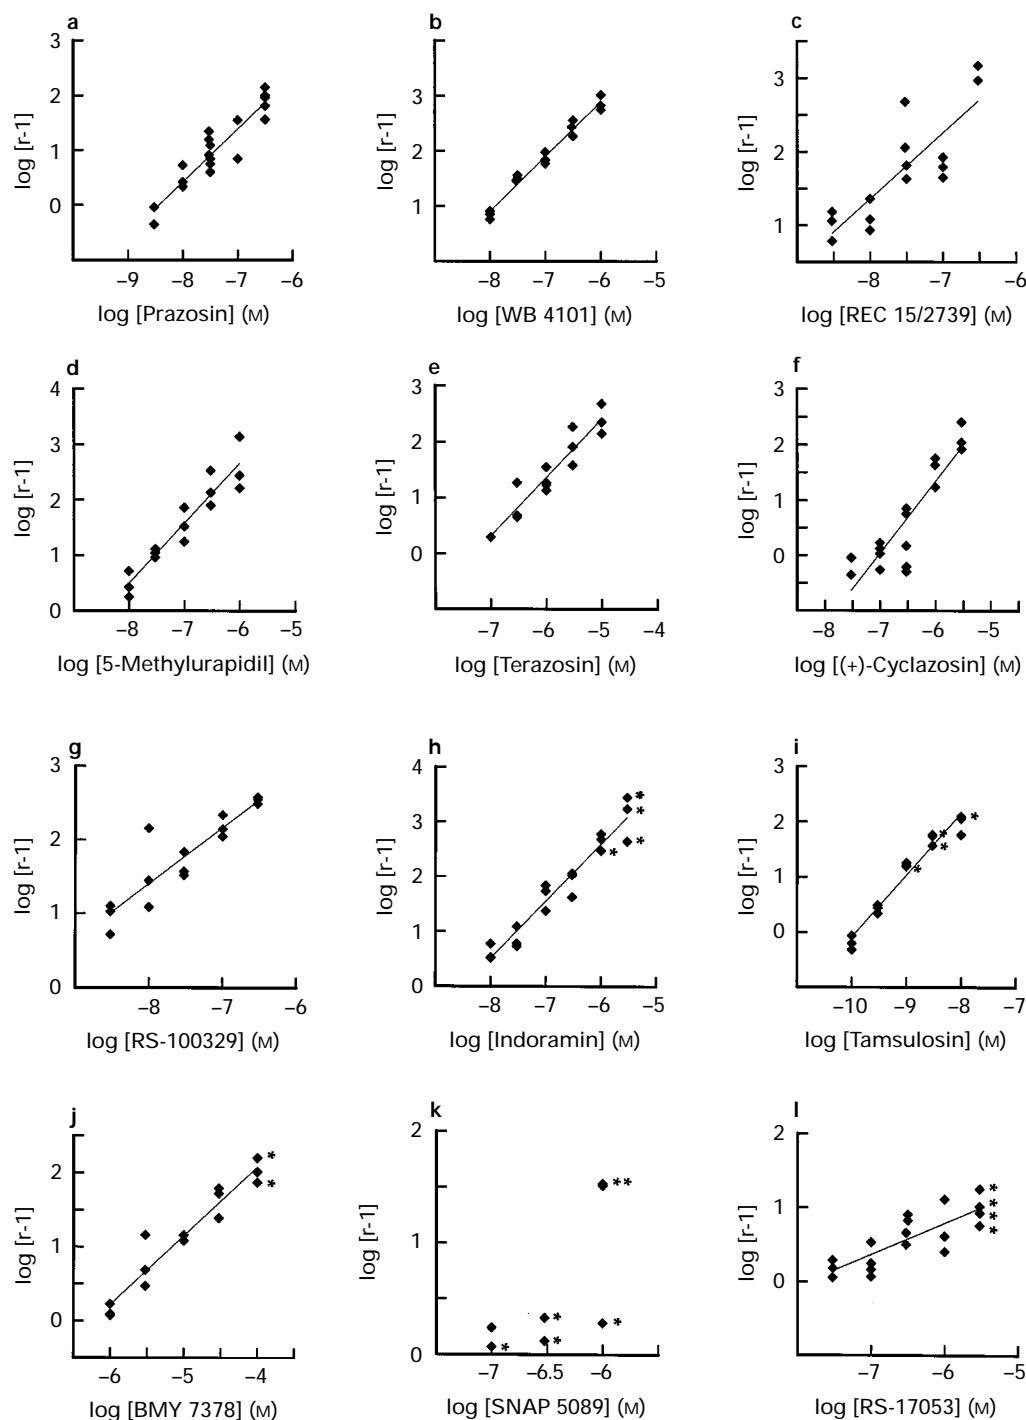 a
3
2
1
0
log [r-1]
−9 −8 −7 −6
log [Prazosin] (M)
b
3
2
1
log [r-1]
−8 −7 −6 −5
log [WB 4101] (M)
c
3
2
1
log [r-1]
−8 −7 −6
log [REC 15/2739] (M)
d
4
3
2
1
0
log [r-1]
−8 −7 −6 −5
log [5-Methylurapidil] (M)
e
3
2
1
0
log [r-1]
−7 −6 −5 −4
log [Terazosin] (M)
f
3
2
1
0
log [r-1]
−8 −7 −6 −5
log [(+)-Cyclazosin] (M)
g
3
2
1
0
log [r-1]
−8 −7 −6
log [RS-100329] (M)
h
4
3
2
1
0
log [r-1]
* * * *
−8 −7 −6 −5
log [Indoramin] (M)
i
3
2
1
0
log [r-1]
* * * *
−10 −9 −8 −7
log [Tamsulosin] (M)
j
2
1
0
log [r-1]
* *
−6 −5 −4
log [BMY 7378] (M)
k
2
1
0
log [r-1]
** * * * *
−7 −6.5 −6
log [SNAP 5089] (M)
l
2
1
0
log [r-1]
* * * *
−7 −6 −5
log [RS-17053] (M)